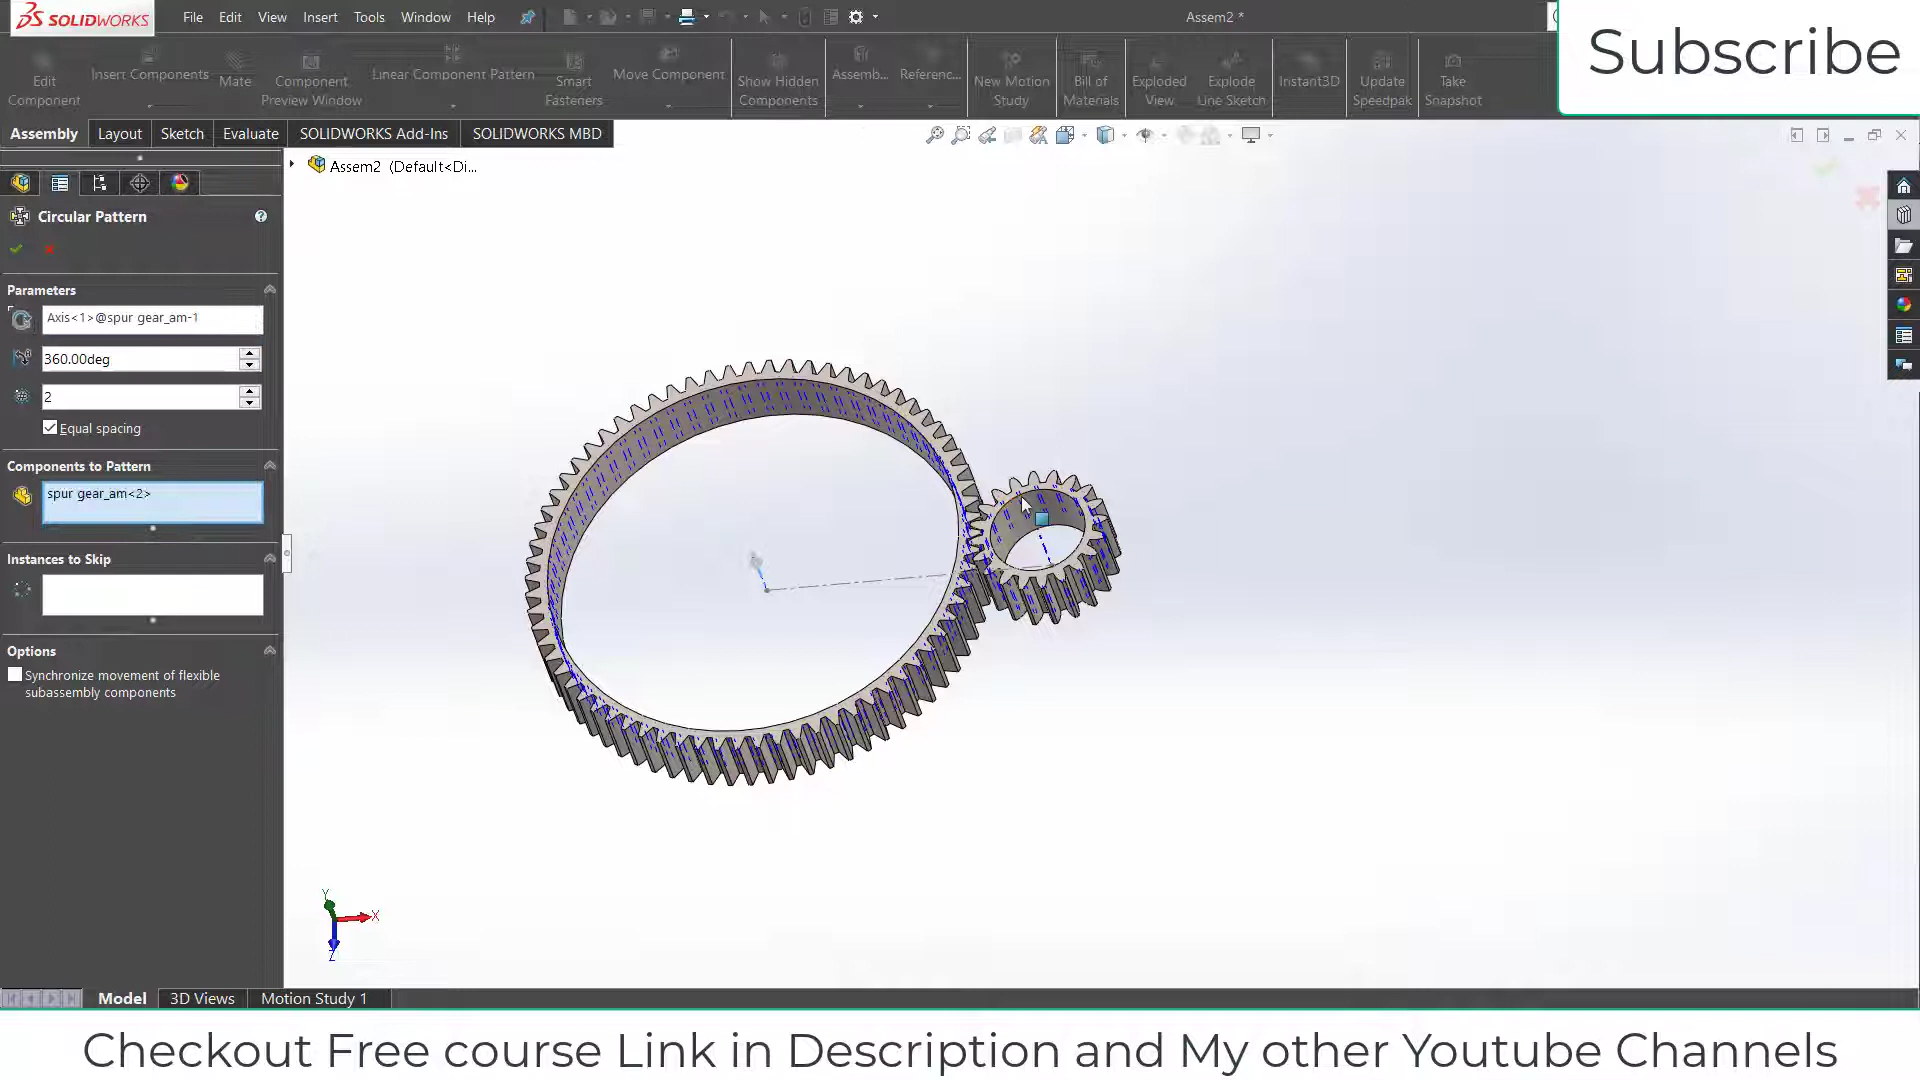 SOLIDWORKS File Edit View Insert Tools Window Help Assem2 *
Subscribe
Edit Component
Insert Components
Mate
Component Preview Window
Linear Component Pattern
Smart Fasteners
Move Component
Show Hidden Components
Assemb...
Referenc...
New Motion Study
Bill of Materials
Exploded View
Explode Line Sketch
Instant3D
Update Speedpak
Take Snapshot
Assembly Layout Sketch Evaluate SOLIDWORKS Add-Ins SOLIDWORKS MBD
Assem2 (Default<Di...
Circular Pattern
Parameters
Axis<1>@spur gear_am-1
360.00deg
2
Equal spacing
Components to Pattern
spur gear_am<2>
Instances to Skip
Options
Synchronize movement of flexible
subassembly components
Y
X
Z
Model 3D Views Motion Study 1
Checkout Free course Link in Description and My other Youtube Channels